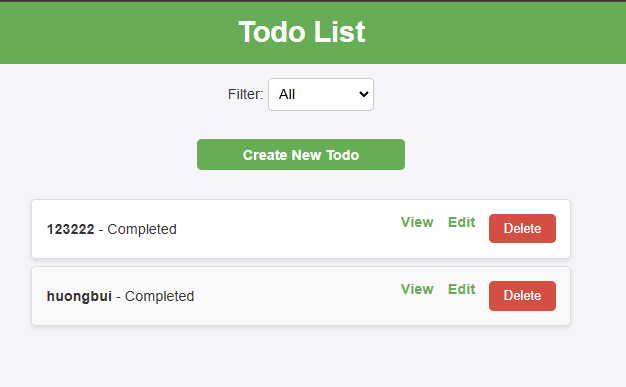 Todo List
Filter: All
Create New Todo
123222 - Completed View Edit Delete
huongbui - Completed View Edit Delete